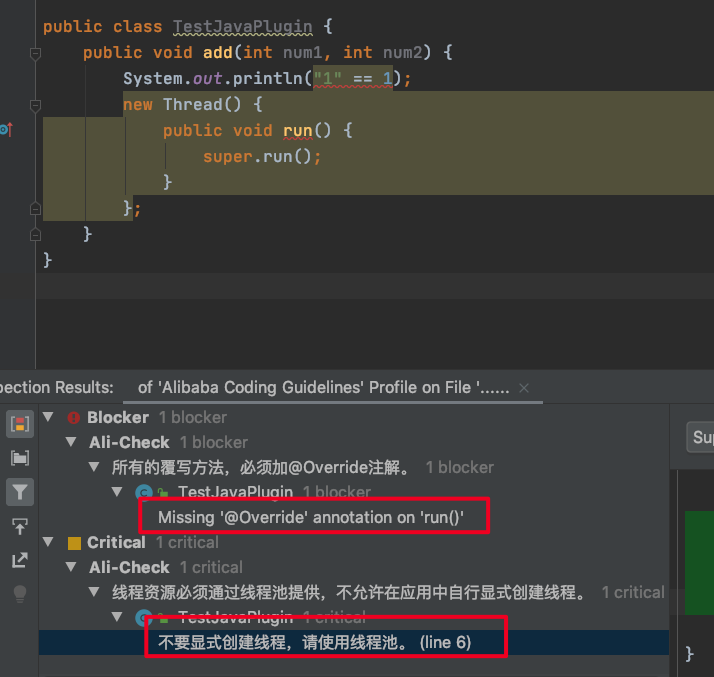 public class TestJavaPlugin {
public void add(int num1, int num2) {
System.out.println("1" == 1);
new Thread() {
public void run() {
super.run();
}
};
}
}
pection Results: of 'Alibaba Coding Guidelines' Profile on File '...... ×
Blocker 1 blocker
Ali-Check 1 blocker
所有的覆写方法，必须加@Override注解。 1 blocker
TestJavaPlugin 1 blocker
Missing '@Override' annotation on 'run()'
Critical 1 critical
Ali-Check 1 critical
线程资源必须通过线程池提供，不允许在应用中自行显式创建线程。 1 critical
TestJavaPlugin 1 critical
不要显式创建线程，请使用线程池。 (line 6)
Sup
}